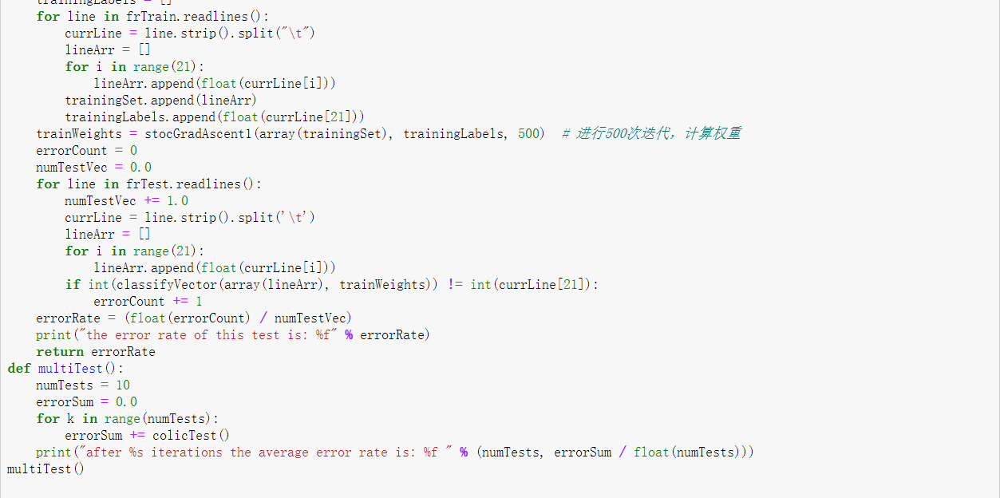 trainingLabels = []
    for line in frTrain.readlines():
        currLine = line.strip().split("\t")
        lineArr = []
        for i in range(21):
            lineArr.append(float(currLine[i]))
        trainingSet.append(lineArr)
        trainingLabels.append(float(currLine[21]))
    trainWeights = stocGradAscent1(array(trainingSet), trainingLabels, 500)  # 进行500次迭代，计算权重
    errorCount = 0
    numTestVec = 0.0
    for line in frTest.readlines():
        numTestVec += 1.0
        currLine = line.strip().split('\t')
        lineArr = []
        for i in range(21):
            lineArr.append(float(currLine[i]))
        if int(classifyVector(array(lineArr), trainWeights)) != int(currLine[21]):
            errorCount += 1
    errorRate = (float(errorCount) / numTestVec)
    print("the error rate of this test is: %f" % errorRate)
    return errorRate
def multiTest():
    numTests = 10
    errorSum = 0.0
    for k in range(numTests):
        errorSum += colicTest()
    print("after %s iterations the average error rate is: %f " % (numTests, errorSum / float(numTests)))
multiTest()